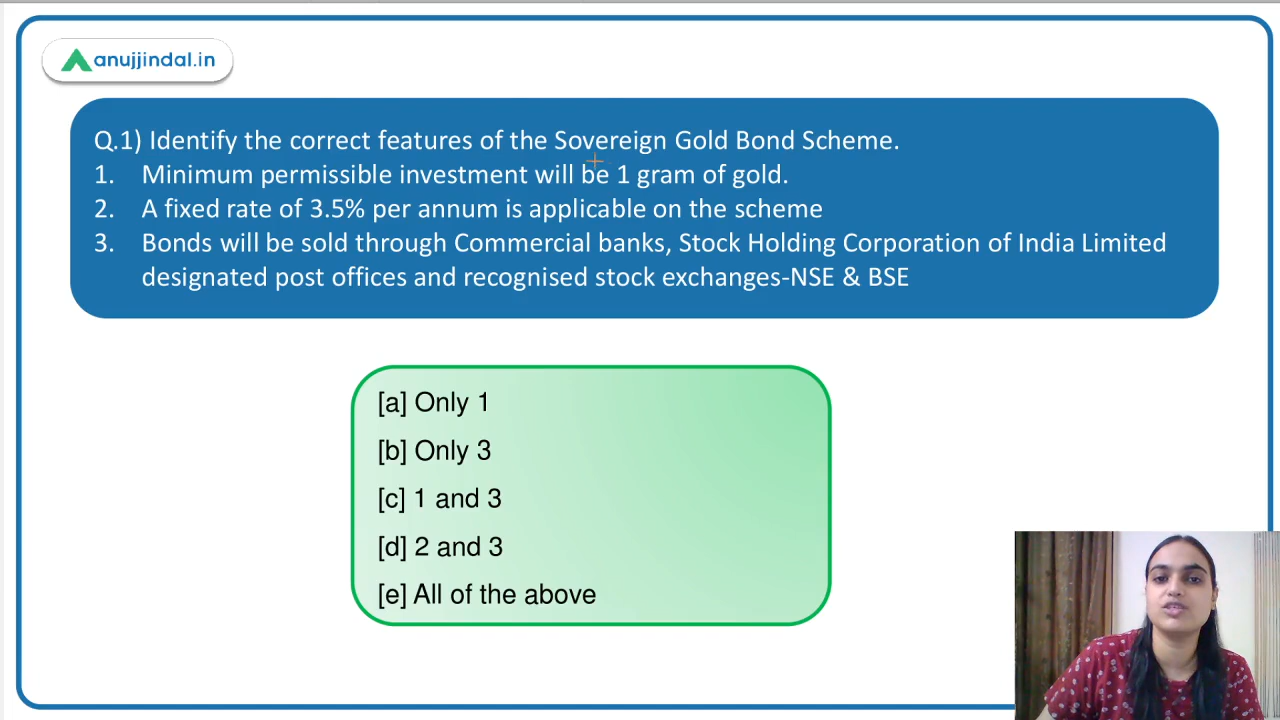 anujjindal.in
Q.1) Identify the correct features of the Sovereign Gold Bond Scheme.
1. Minimum permissible investment will be 1 gram of gold.
2. A fixed rate of 3.5% per annum is applicable on the scheme
3. Bonds will be sold through Commercial banks, Stock Holding Corporation of India Limited
designated post offices and recognised stock exchanges-NSE & BSE
[a] Only 1
[b] Only 3
[c] 1 and 3
[d] 2 and 3
[e] All of the above